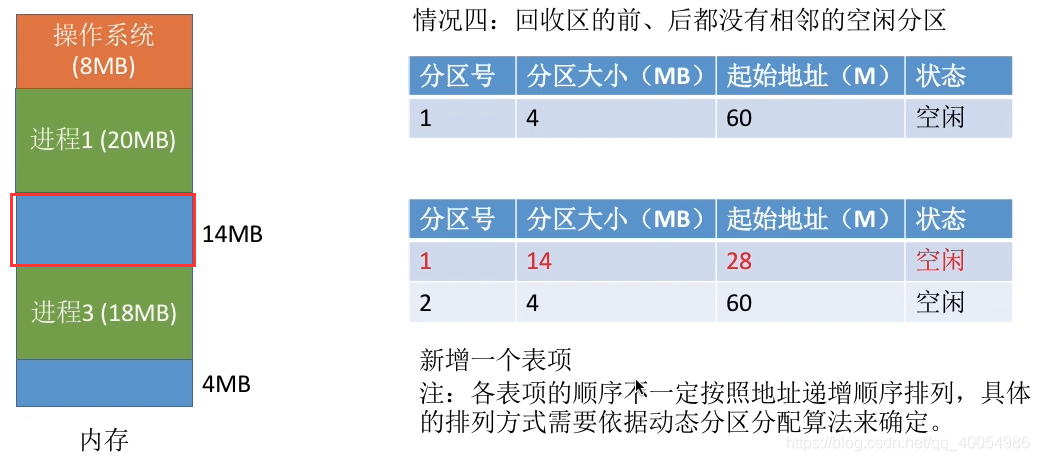 操作系统
(8MB)
进程1 (20MB)
14MB
进程3 (18MB)
4MB
内存
情况四：回收区的前、后都没有相邻的空闲分区
分区号 分区大小（MB） 起始地址（M） 状态
1 4 60 空闲
分区号 分区大小（MB） 起始地址（M） 状态
1 14 28 空闲
2 4 60 空闲
新增一个表项
注：各表项的顺序不一定按照地址递增顺序排列，具体
的排列方式需要依据动态分区分配算法来确定。
https://blog.csdn.net/qq_40054986